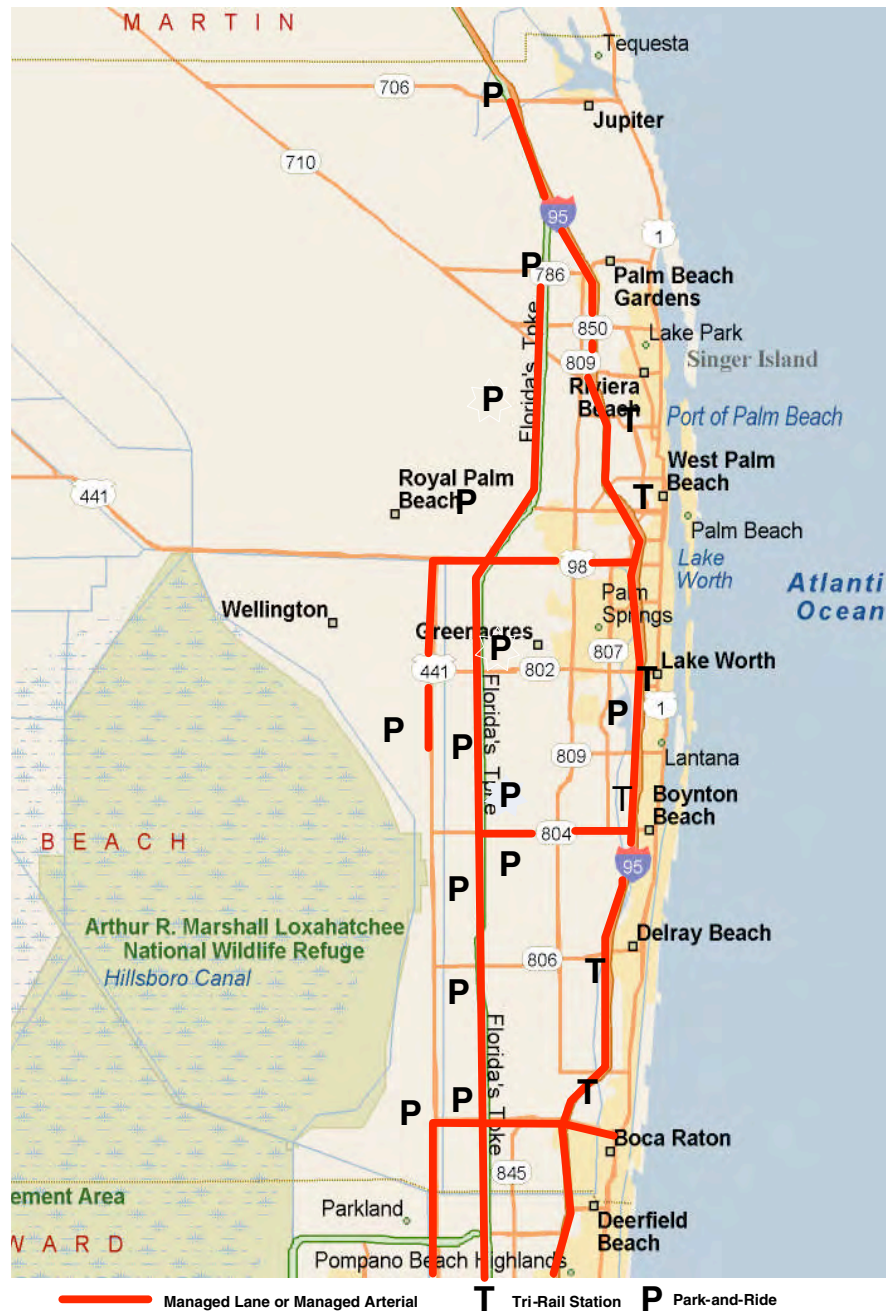 MARTIN
Tequesta
706
P
Jupiter
710
95
1
P
786
Palm Beach
Gardens
850
Lake Park
Florida's Tpke
809
Singer Island
P
Riviera
Beach
T
Port of Palm Beach
441
Royal Palm
Beach
P
West Palm
Beach
T
Palm Beach
98
Lake
Worth
Atlanti
Ocean
Wellington
Palm
Springs
Greenacres
P
807
441
802
Lake Worth
T
1
Florida's Tpke
P
P
P
809
Lantana
P
T
Boynton
Beach
BEACH
804
P
95
P
Arthur R. Marshall Loxahatchee
National Wildlife Refuge
Hillsboro Canal
Delray Beach
806
T
P
Florida's Tpke
T
P
P
Boca Raton
845
ement Area
Parkland
Deerfield
Beach
WARD
Pompano Beach Highlands
Managed Lane or Managed Arterial
T Tri-Rail Station
P Park-and-Ride